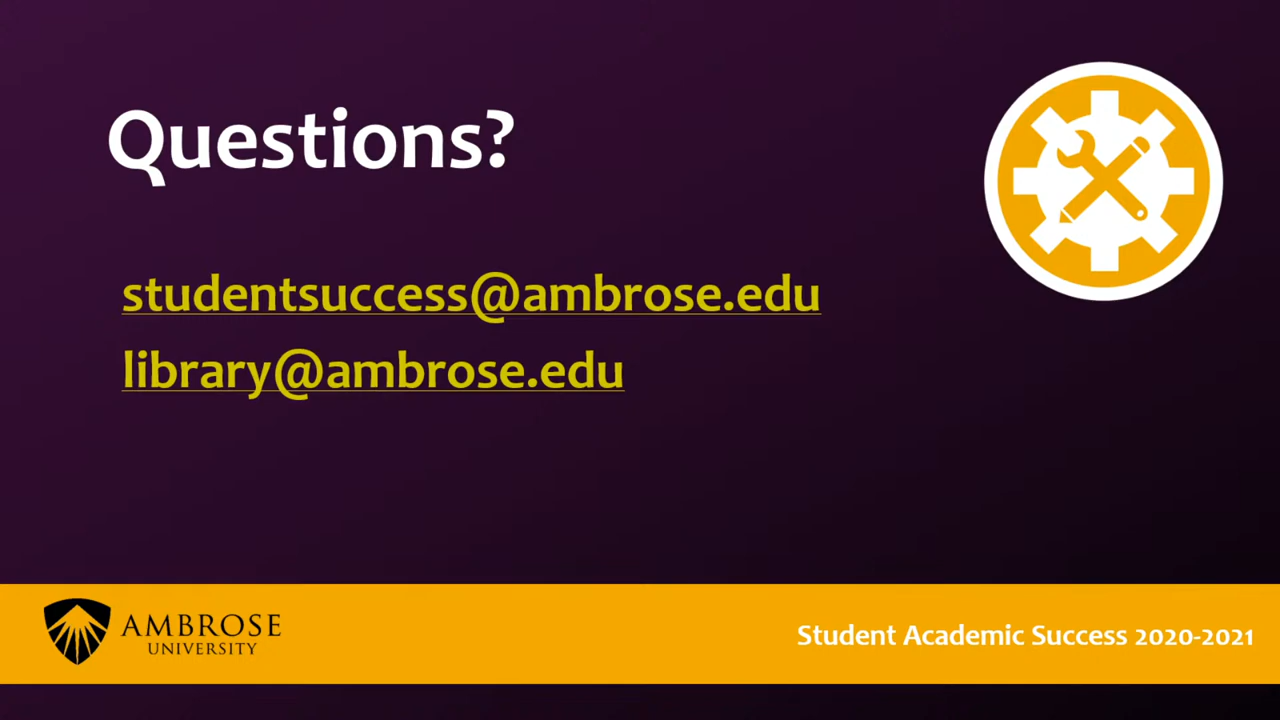 Questions?
studentsuccess@ambrose.edu
library@ambrose.edu
AMBROSE
UNIVERSITY
Student Academic Success 2020-2021